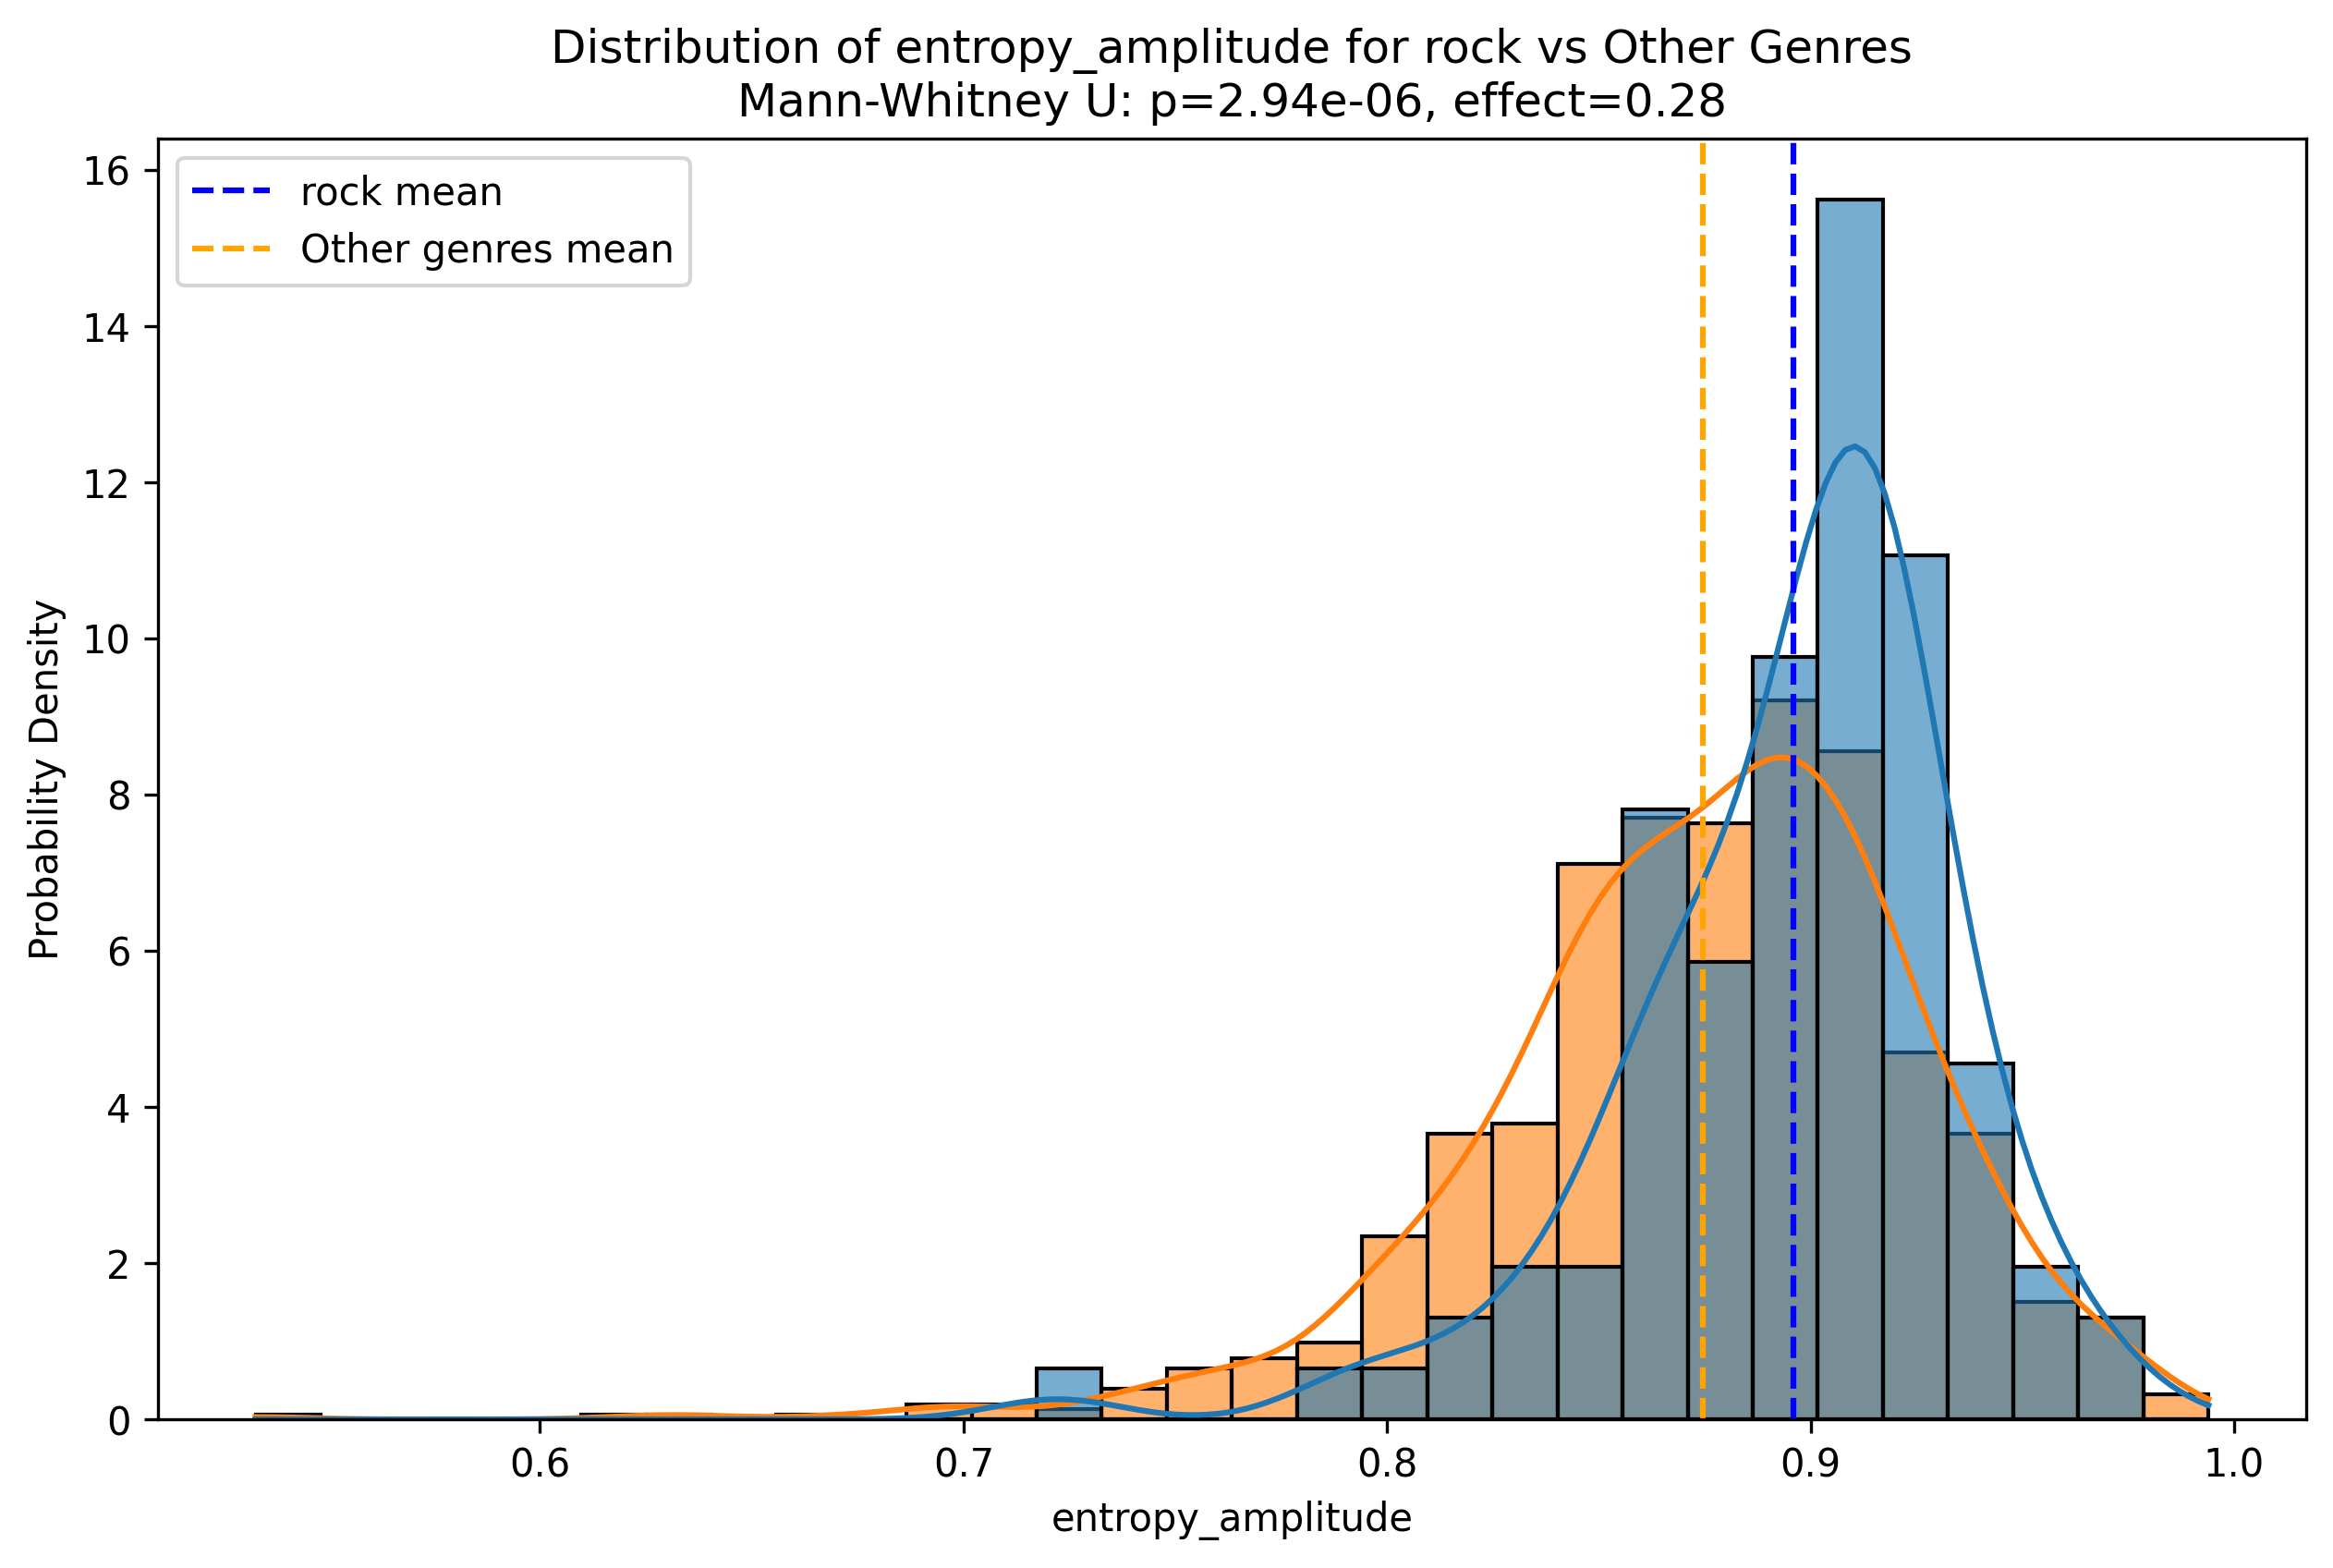 Distribution of entropy_amplitude for rock vs Other Genres
Mann-Whitney U: p=2.94e-06, effect=0.28
rock mean
Other genres mean
16
14
12
10
8
6
4
2
0
Probability Density
0.6
0.7
0.8
0.9
1.0
entropy_amplitude